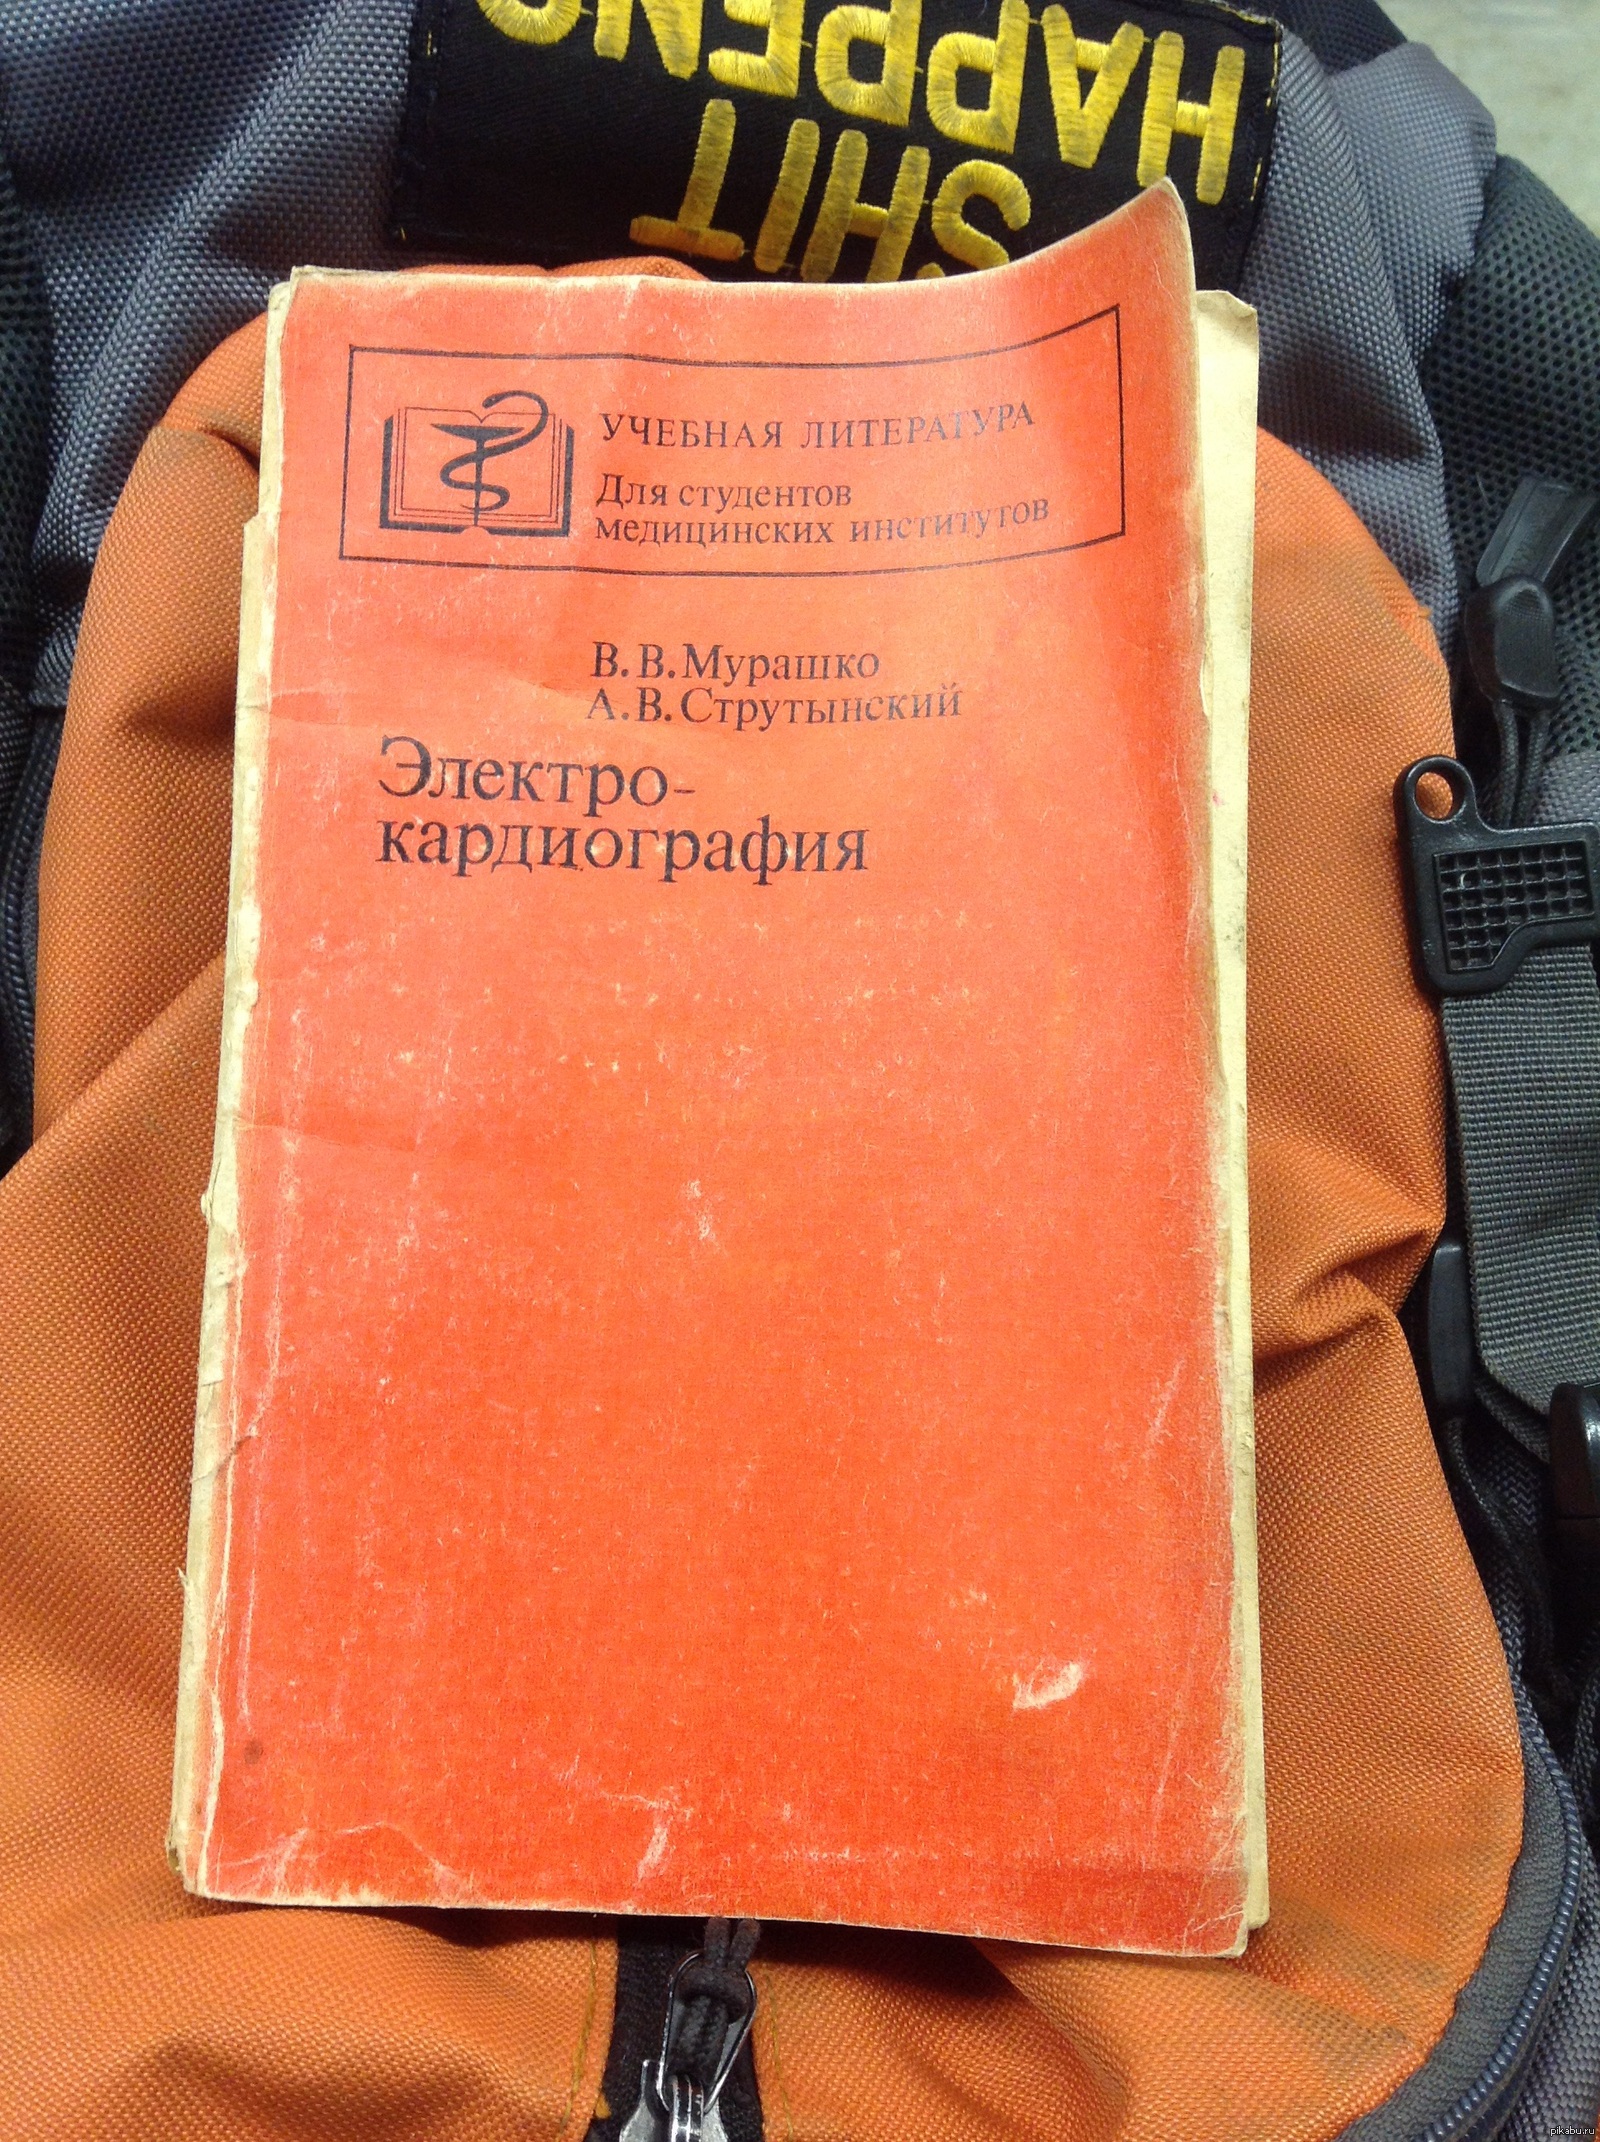 SHIT
HAPPENS
УЧЕБНАЯ ЛИТЕРАТУРА
Для студентов
медицинских институтов
В. В. Мурашко
А. В. Струтынский
Электро-
кардиография
pikabu.ru